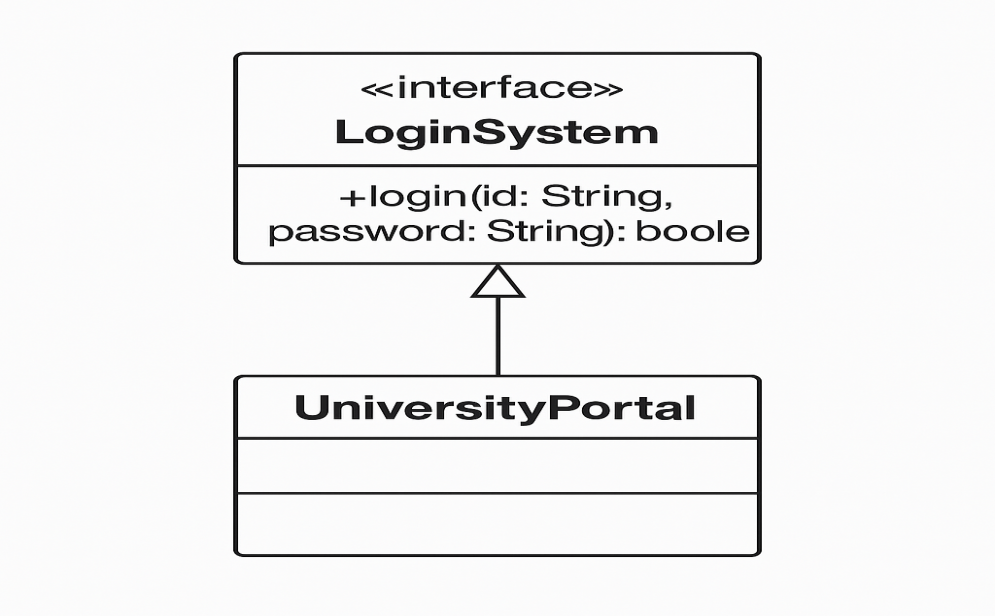 «interface»
LoginSystem
+login(id: String,
password: String): boole
UniversityPortal